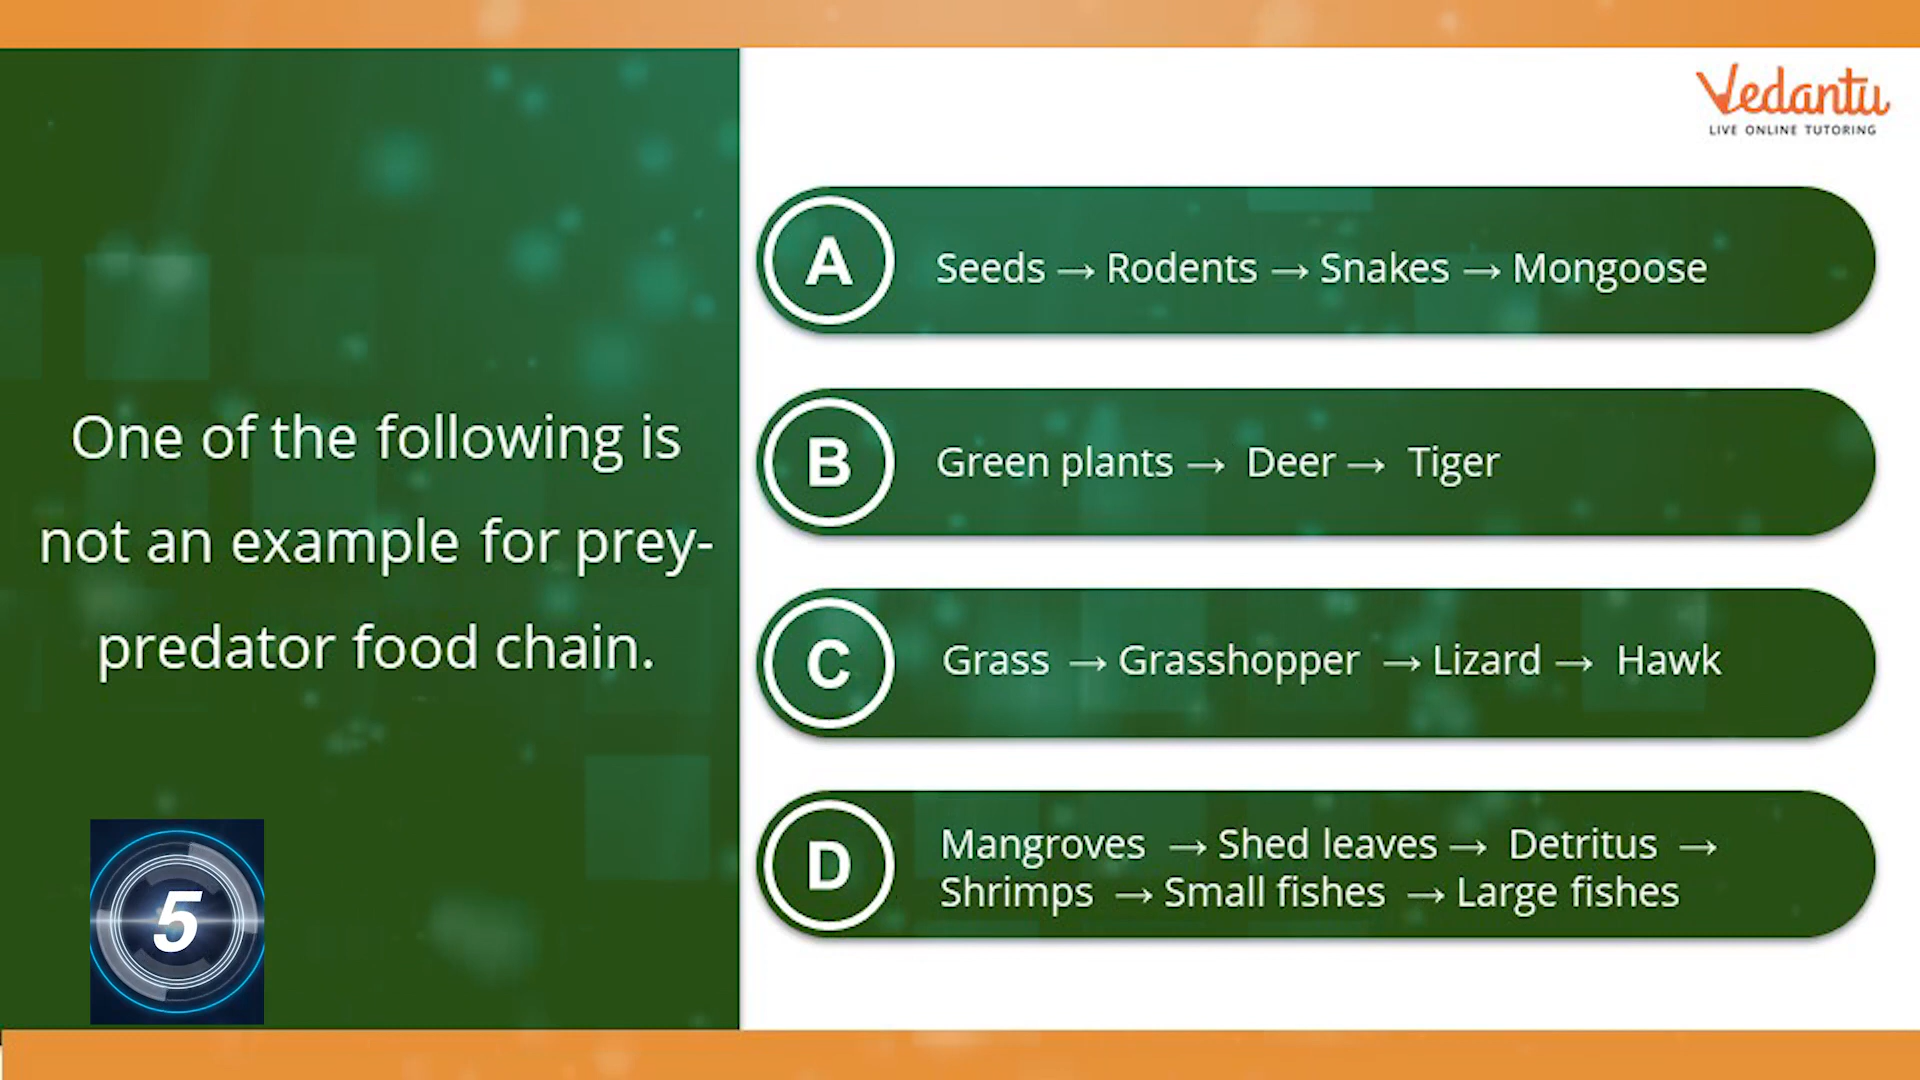 Vedantu
LIVE ONLINE TUTORING
One of the following is
not an example for prey-
predator food chain.
A
Seeds → Rodents → Snakes → Mongoose
B
Green plants → Deer → Tiger
C
Grass → Grasshopper → Lizard → Hawk
D
Mangroves → Shed leaves → Detritus →
Shrimps → Small fishes → Large fishes
5